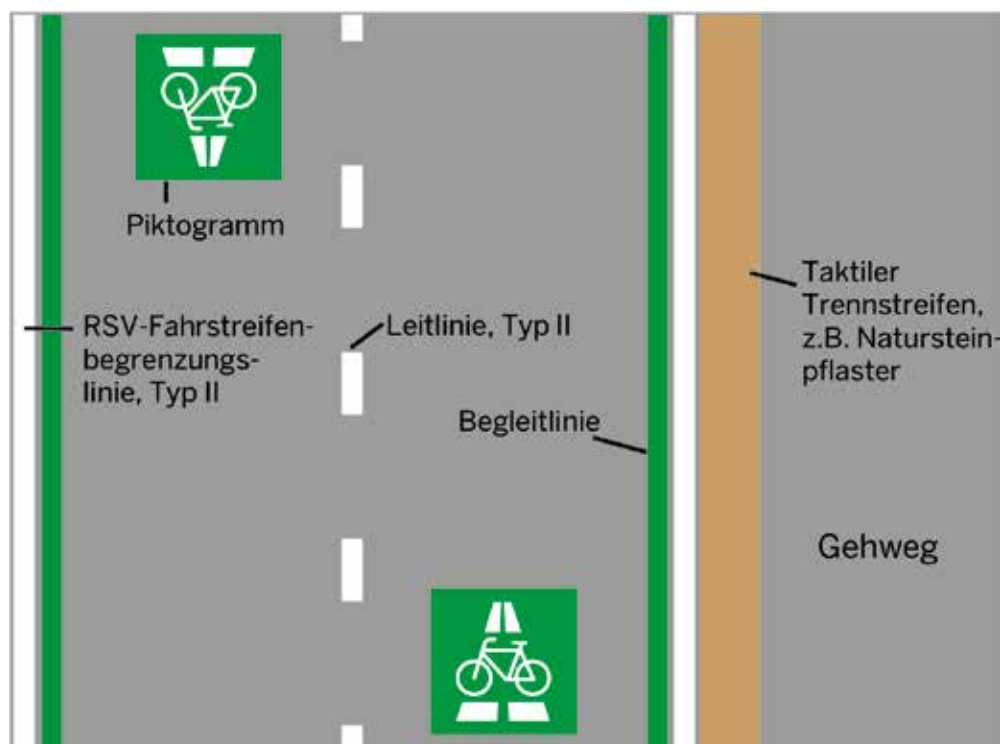 Piktogramm
RSV-Fahrstreifen-
begrenzungs-
linie, Typ II
Leitlinie, Typ II
Begleitlinie
Taktiler
Trennstreifen,
z.B. Naturstein-
pflaster
Gehweg